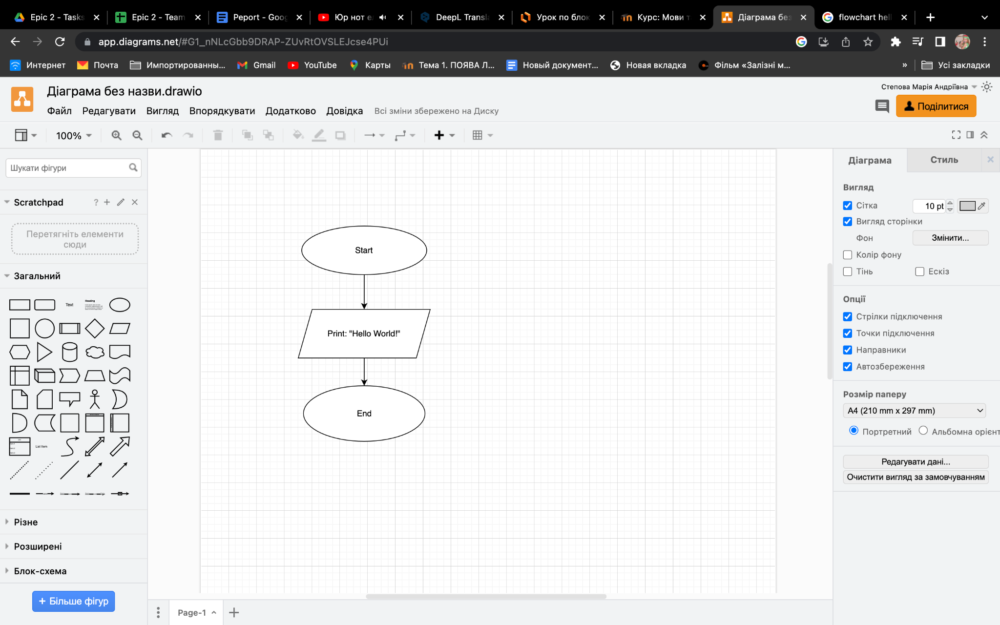 Epic 2 - Tasks
Epic 2 - Team
Peport - Goog
Юр нот е
DeepL Transla
Урок по блок
Курс: Мови т
Діаграма без
flowchart hell
app.diagrams.net/#G1_nNLcGbb9DRAP-ZUvRtOVSLEJcse4PUi
Интернет
Почта
Импортированны...
Gmail
YouTube
Карты
Тема 1. ПОЯВА Л...
Новый документ...
Новая вкладка
Фільм «Залізні м...
»
Усі закладки
Діаграма без назви.drawio
Степова Марія Андріївна
Файл Редагувати Вигляд Впорядкувати Додатково Довідка Всі зміни збережено на Диску
Поділитися
100%
Шукати фігури
Scratchpad
?
Перетягніть елементи
сюди
Загальний
Text
Heading
List
List Item
Різне
Розширені
Блок-схема
+ Більше фігур
Start
Print: "Hello World!"
End
Page-1
Діаграма
Стиль
Вигляд
Сітка
10 pt
Вигляд сторінки
Фон
Змінити...
Колір фону
Тінь
Ескіз
Опції
Стрілки підключення
Точки підключення
Направники
Автозбереження
Розмір паперу
A4 (210 mm x 297 mm)
Портретний
Альбомна орієнт
Редагувати дані...
Очистити вигляд за замовчуванням